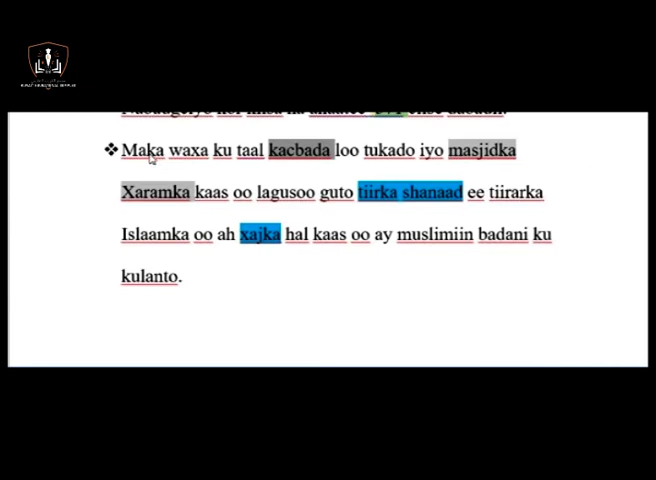 ❖ Maka waxa ku taal kacbada loo tukado iyo masjidka
Xaramka kaas oo lagusoo guto tiirka shanaad ee tiirarka
Islaamka oo ah xajka hal kaas oo ay muslimiin badani ku
kulanto.